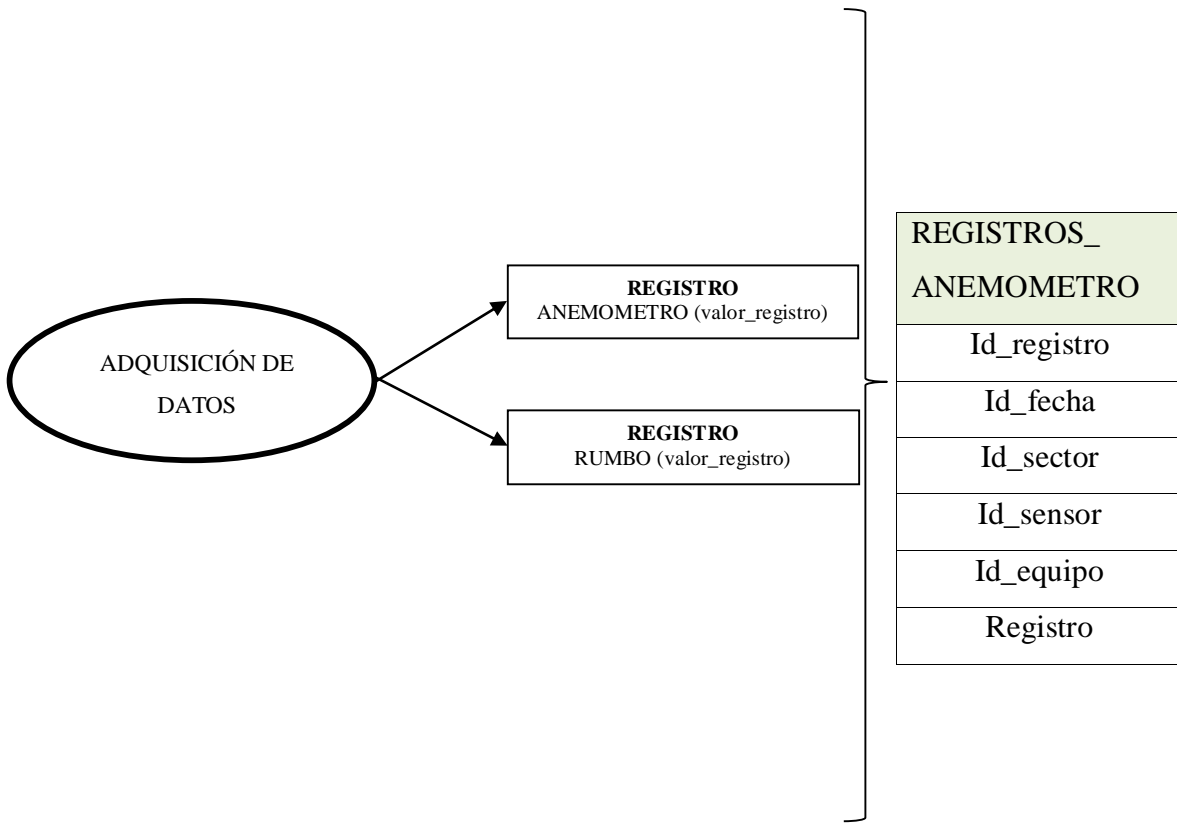 ADQUISICIÓN DE
DATOS
REGISTRO
ANEMOMETRO (valor_registro)
REGISTRO
RUMBO (valor_registro)
REGISTROS_
ANEMOMETRO
Id_registro
Id_fecha
Id_sector
Id_sensor
Id_equipo
Registro